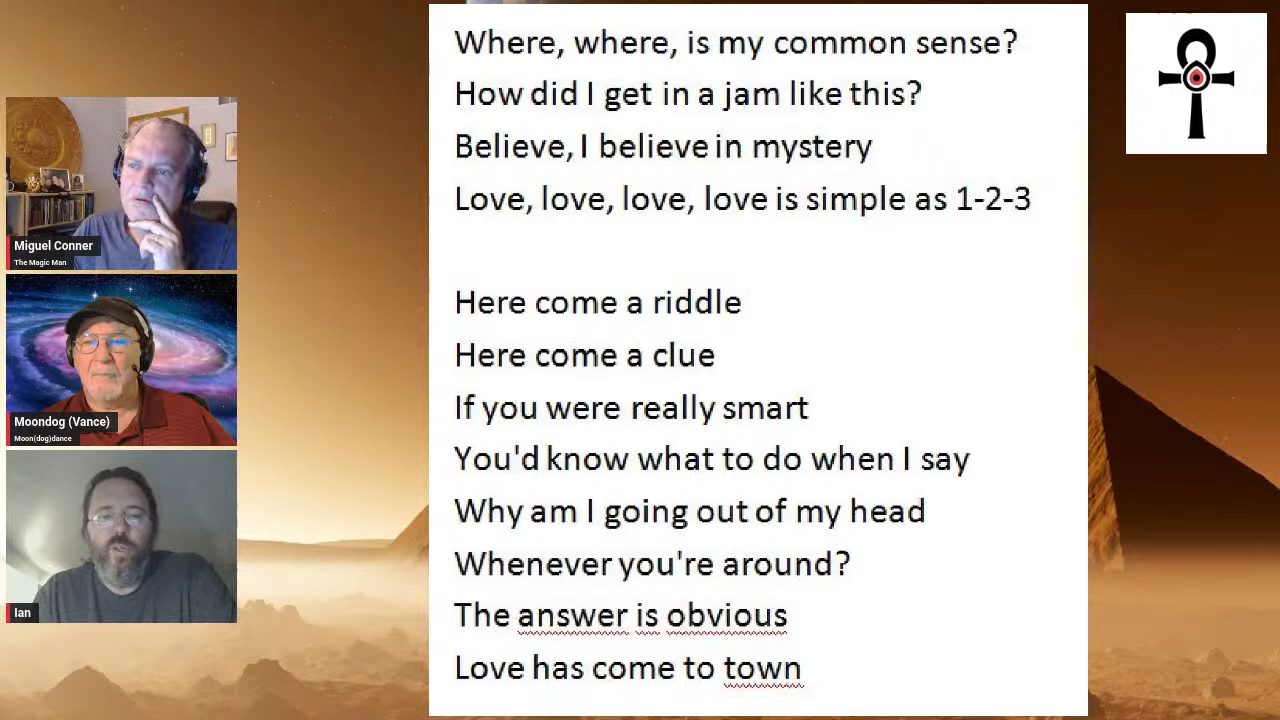 Where, where, is my common sense?
How did I get in a jam like this?
Believe, I believe in mystery
Love, love, love, love is simple as 1-2-3
Here come a riddle
Here come a clue
If you were really smart
You'd know what to do when I say
Why am I going out of my head
Whenever you're around?
The answer is obvious
Love has come to town
Miguel Conner
The Magic Man
Moondog (Vance)
Moon(dog)dance
Ian